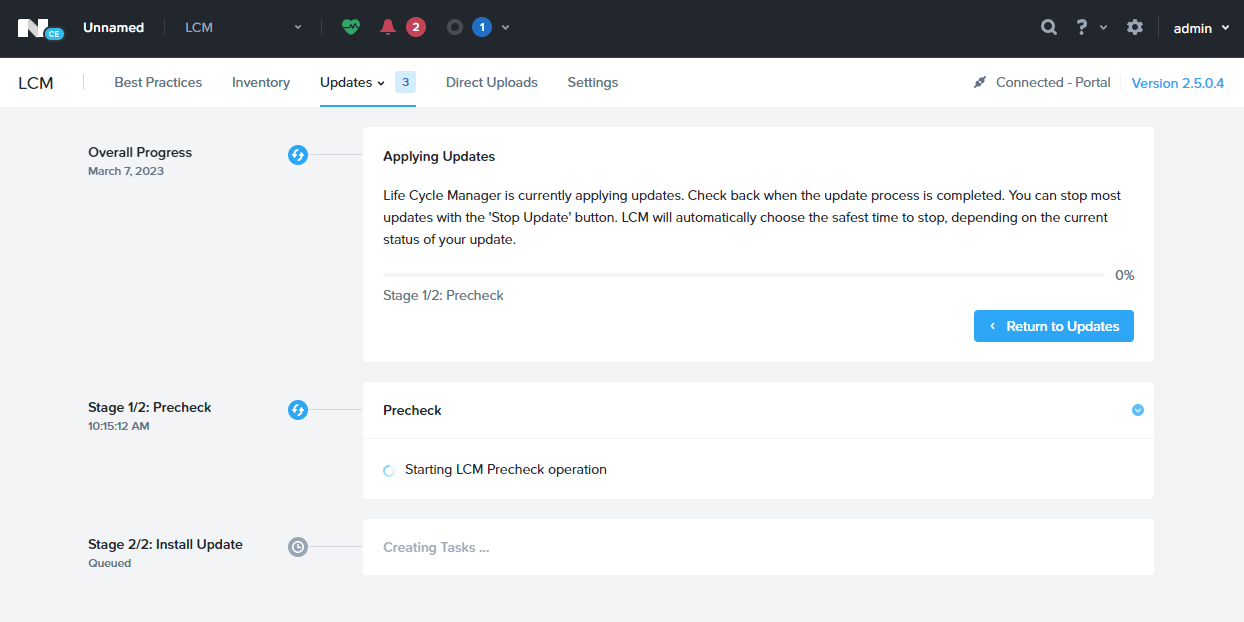 N CE Unnamed LCM 2 1 ? admin
LCM Best Practices Inventory Updates 3 Direct Uploads Settings Connected - Portal Version 2.5.0.4
Overall Progress
March 7, 2023
Applying Updates
Life Cycle Manager is currently applying updates. Check back when the update process is completed. You can stop most
updates with the 'Stop Update' button. LCM will automatically choose the safest time to stop, depending on the current
status of your update.
0%
Stage 1/2: Precheck
Return to Updates
Stage 1/2: Precheck
10:15:12 AM
Precheck
Starting LCM Precheck operation
Stage 2/2: Install Update
Queued
Creating Tasks ...